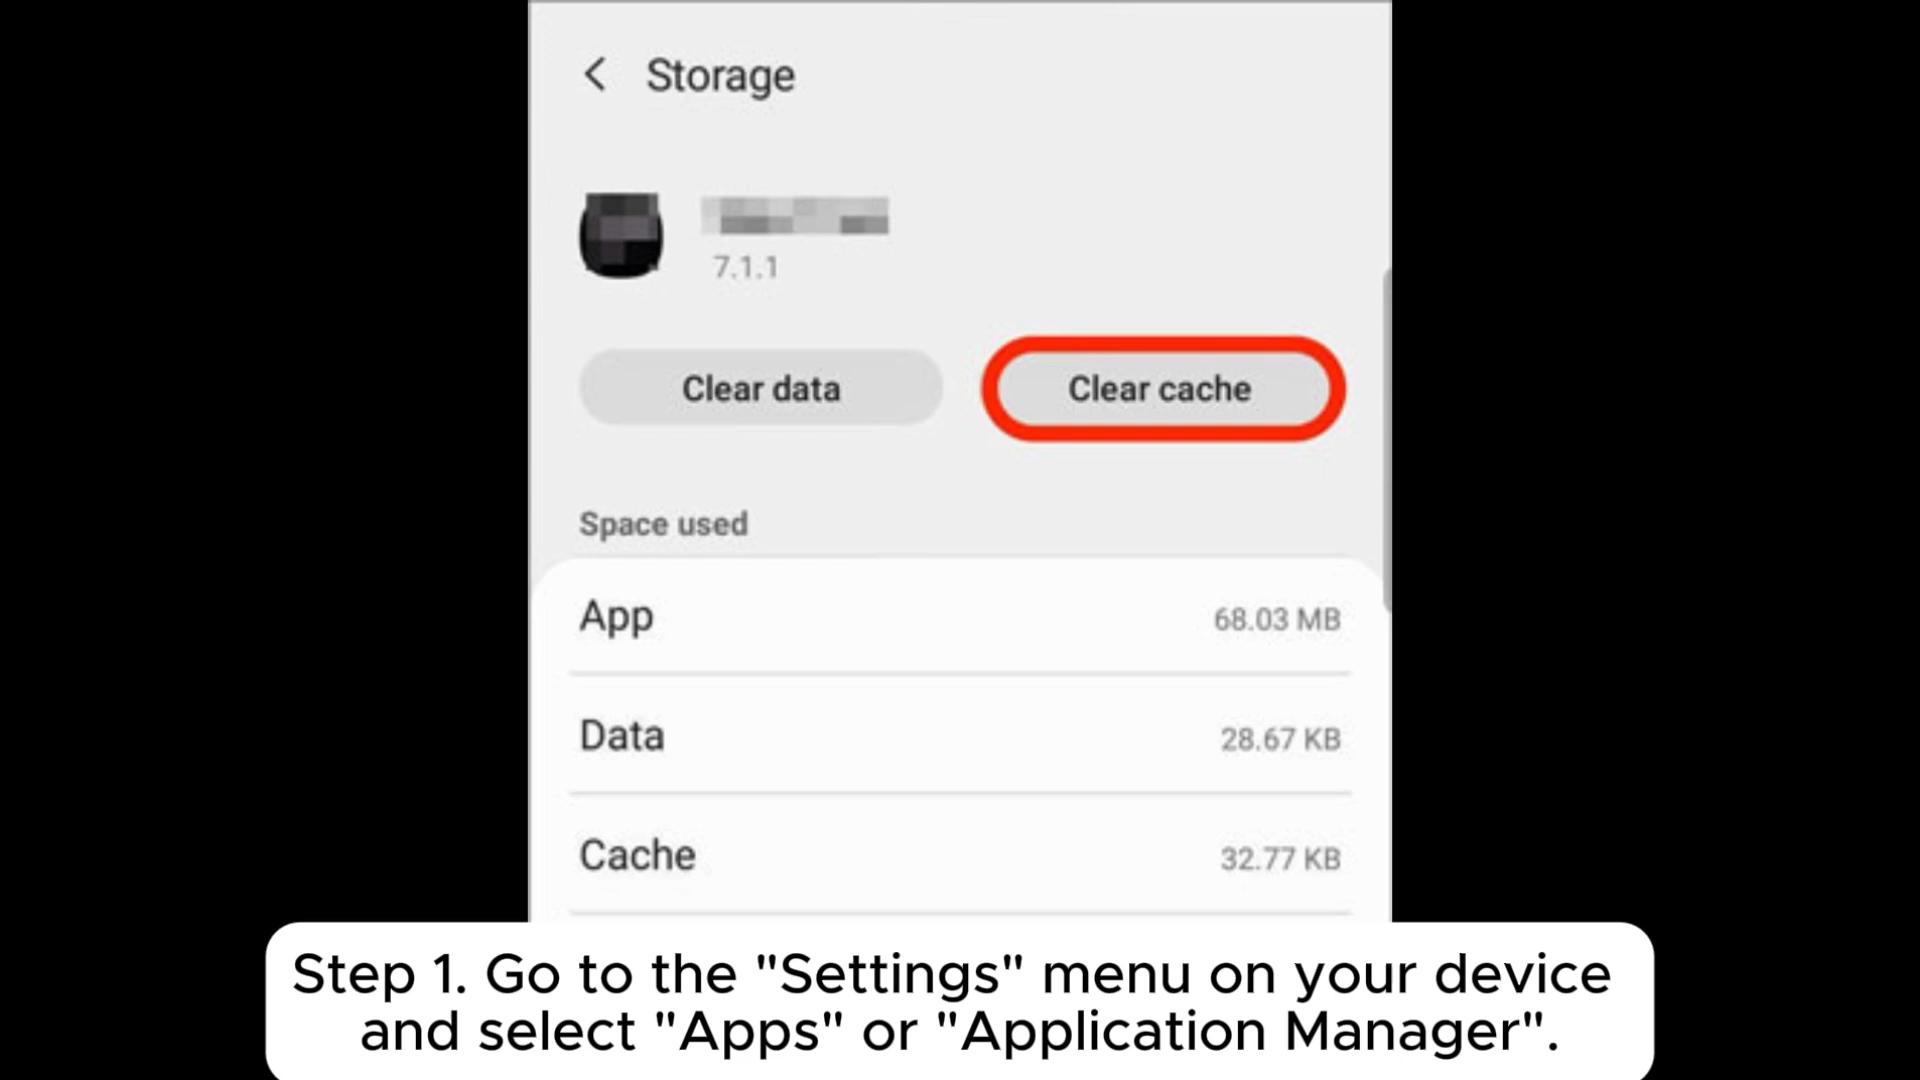 Storage
7.1.1
Clear data
Clear cache
Space used
App
68.03 MB
Data
28.67 KB
Cache
32.77 KB
Step 1. Go to the "Settings" menu on your device
and select "Apps" or "Application Manager".